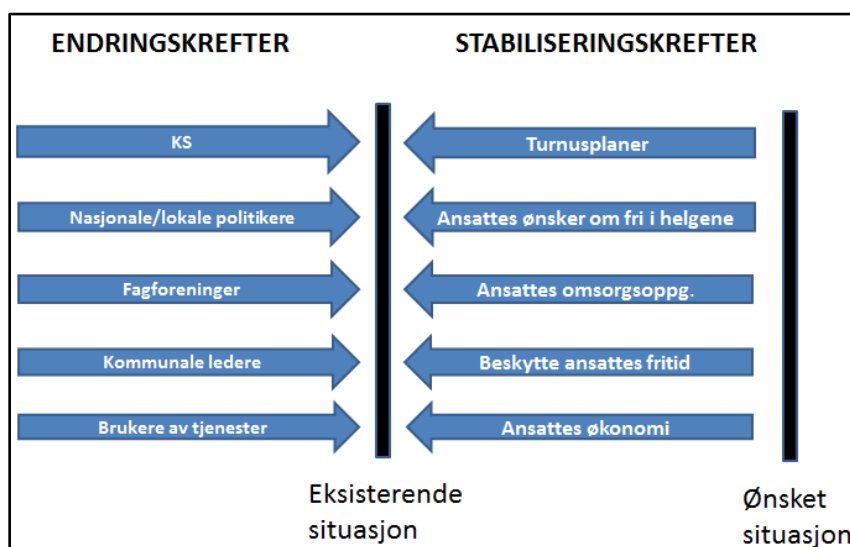 ENDRINGSKREFTER
STABILISERINGSKREFTER
KS
Turnusplaner
Nasjonale/lokale politikere
Ansattes ønsker om fri i helgene
Fagforeninger
Ansattes omsorgsoppg.
Kommunale ledere
Beskytte ansattes fritid
Brukere av tjenester
Ansattes økonomi
Eksisterende
situasjon
Ønsket
situasjon